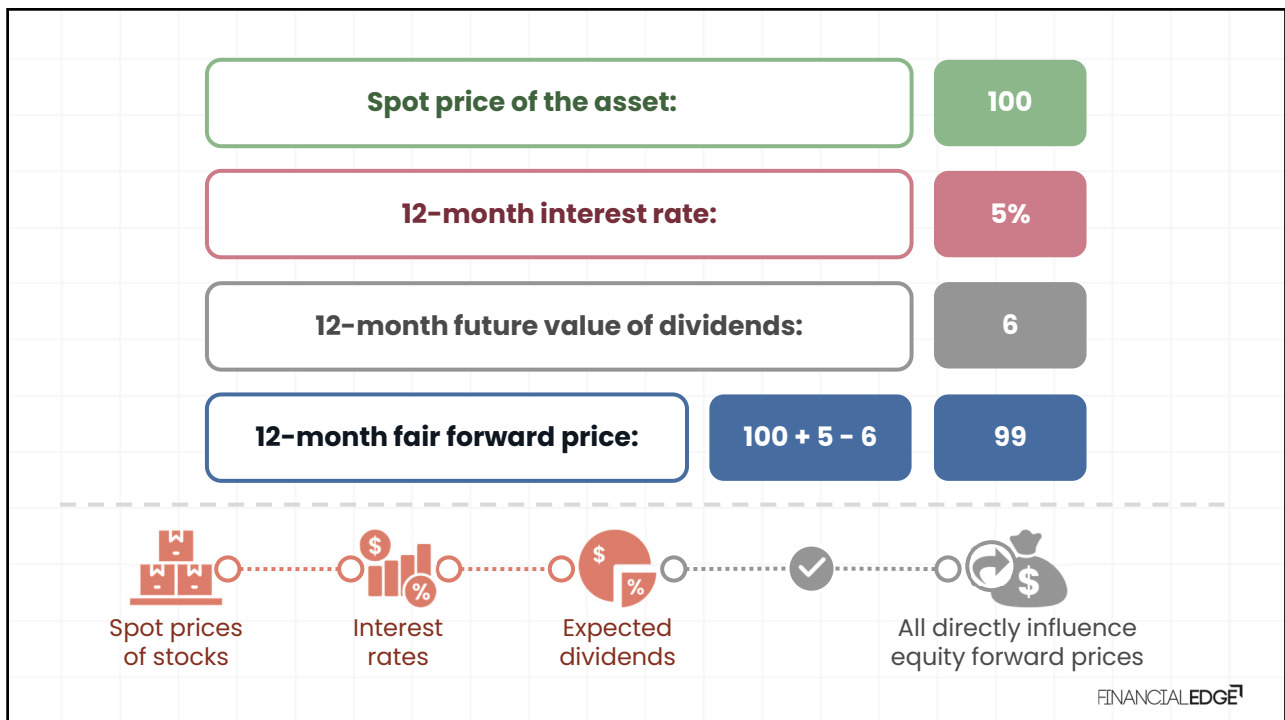 Spot price of the asset:
100
12-month interest rate:
5%
12-month future value of dividends:
6
12-month fair forward price:
100 + 5 - 6
99
$
%
$
%
$
Spot prices
of stocks
Interest
rates
Expected
dividends
All directly influence
equity forward prices
FINANCIALEDGE